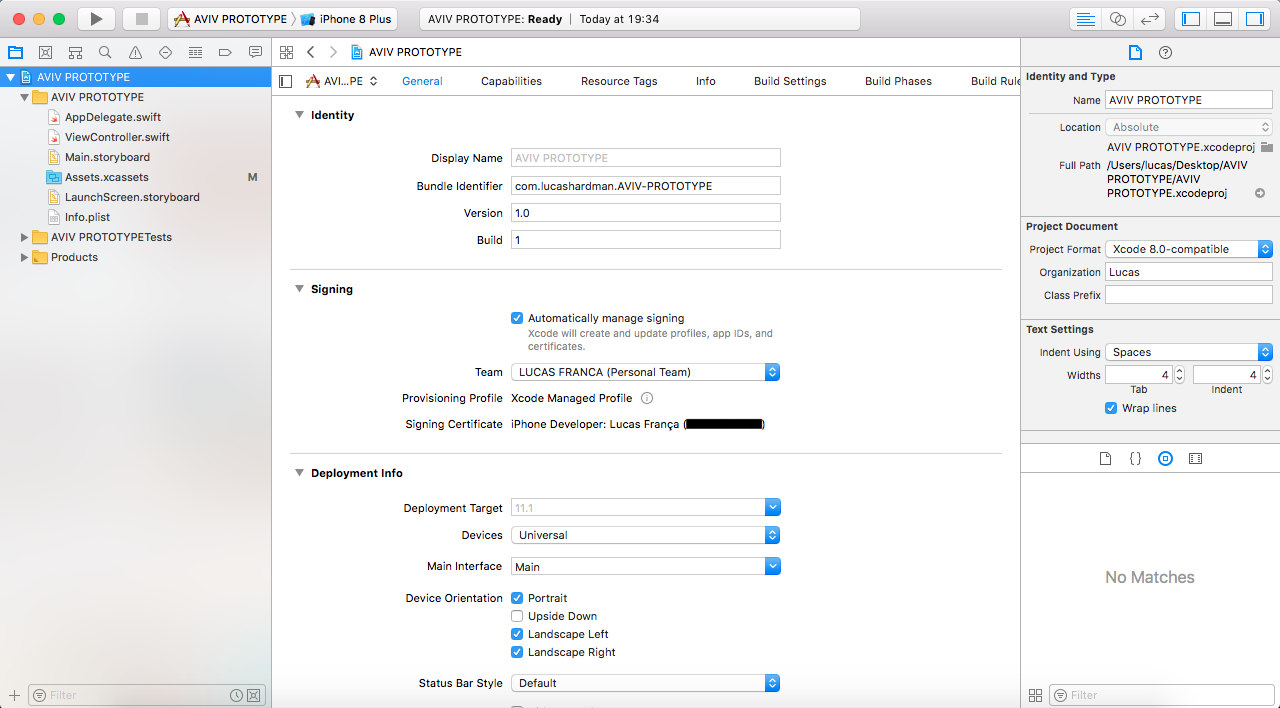 AVIV PROTOTYPE
iPhone 8 Plus
AVIV PROTOTYPE: Ready | Today at 19:34
AVIV PROTOTYPE
AVIV PROTOTYPE
AppDelegate.swift
ViewController.swift
Main.storyboard
Assets.xcassets M
LaunchScreen.storyboard
Info.plist
AVIV PROTOTYPETests
Products
Filter
AVIV PROTOTYPE
AVI...PE General Capabilities Resource Tags Info Build Settings Build Phases Build Rule
Identity
Display Name AVIV PROTOTYPE
Bundle Identifier com.lucashardman.AVIV-PROTOTYPE
Version 1.0
Build 1
Signing
Automatically manage signing
Xcode will create and update profiles, app IDs, and
certificates.
Team LUCAS FRANCA (Personal Team)
Provisioning Profile Xcode Managed Profile
Signing Certificate iPhone Developer: Lucas França ( )
Deployment Info
Deployment Target 11.1
Devices Universal
Main Interface Main
Device Orientation Portrait
Upside Down
Landscape Left
Landscape Right
Status Bar Style Default
Identity and Type
Name AVIV PROTOTYPE
Location Absolute
AVIV PROTOTYPE.xcodeproj
Full Path /Users/lucas/Desktop/AVIV
PROTOTYPE/AVIV
PROTOTYPE.xcodeproj
Project Document
Project Format Xcode 8.0-compatible
Organization Lucas
Class Prefix
Text Settings
Indent Using Spaces
Widths 4 4
Tab Indent
Wrap lines
{}
No Matches
Filter